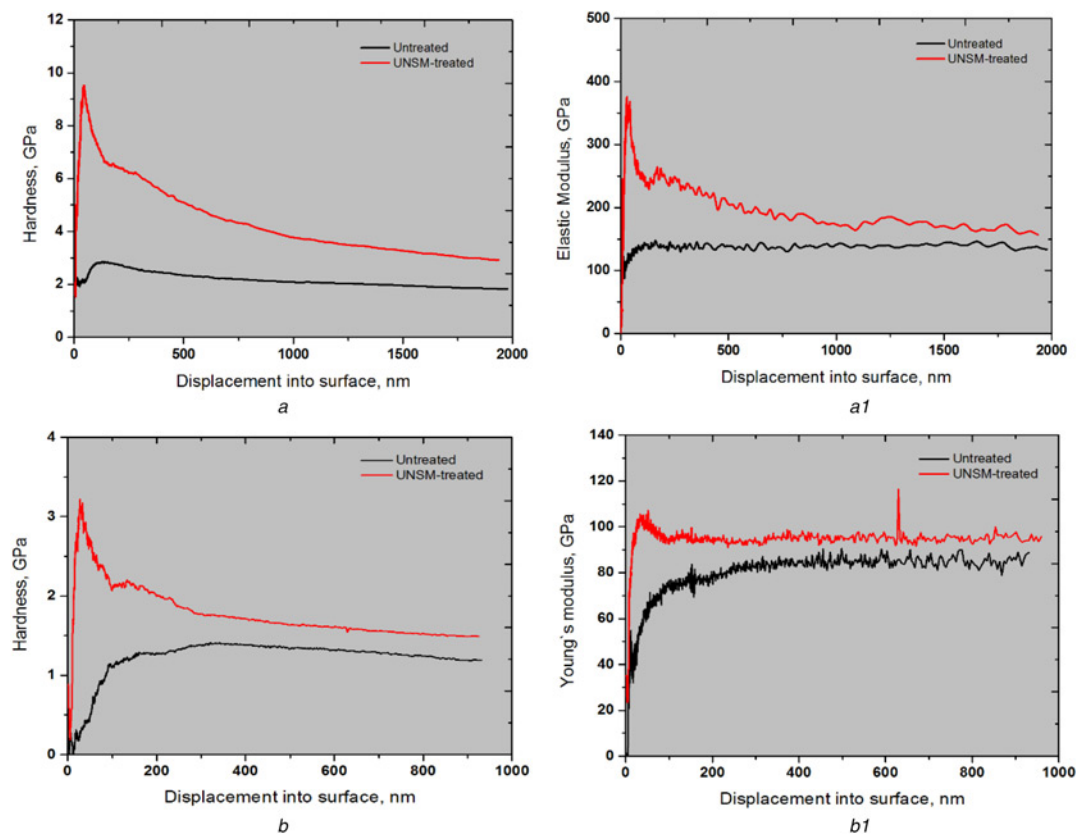 12
10
8
6
4
2
0
Hardness, GPa
Untreated
UNSM-treated
0 500 1000 1500 2000
Displacement into surface, nm
a
500
400
300
200
100
0
Elastic Modulus, GPa
Untreated
UNSM-treated
0 500 1000 1500 2000
Displacement into surface, nm
a1
4
3
2
1
0
Hardness, GPa
Untreated
UNSM-treated
0 200 400 600 800 1000
Displacement into surface, nm
b
140
120
100
80
60
40
20
0
Young`s modulus, GPa
Untreated
UNSM-treated
0 200 400 600 800 1000
Displacement into surface, nm
b1